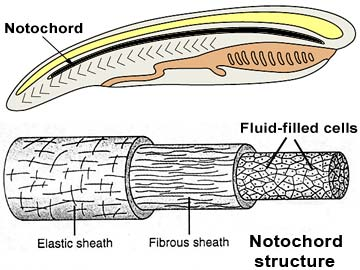 Notochord
Fluid-filled cells
Elastic sheath
Fibrous sheath
Notochord
structure